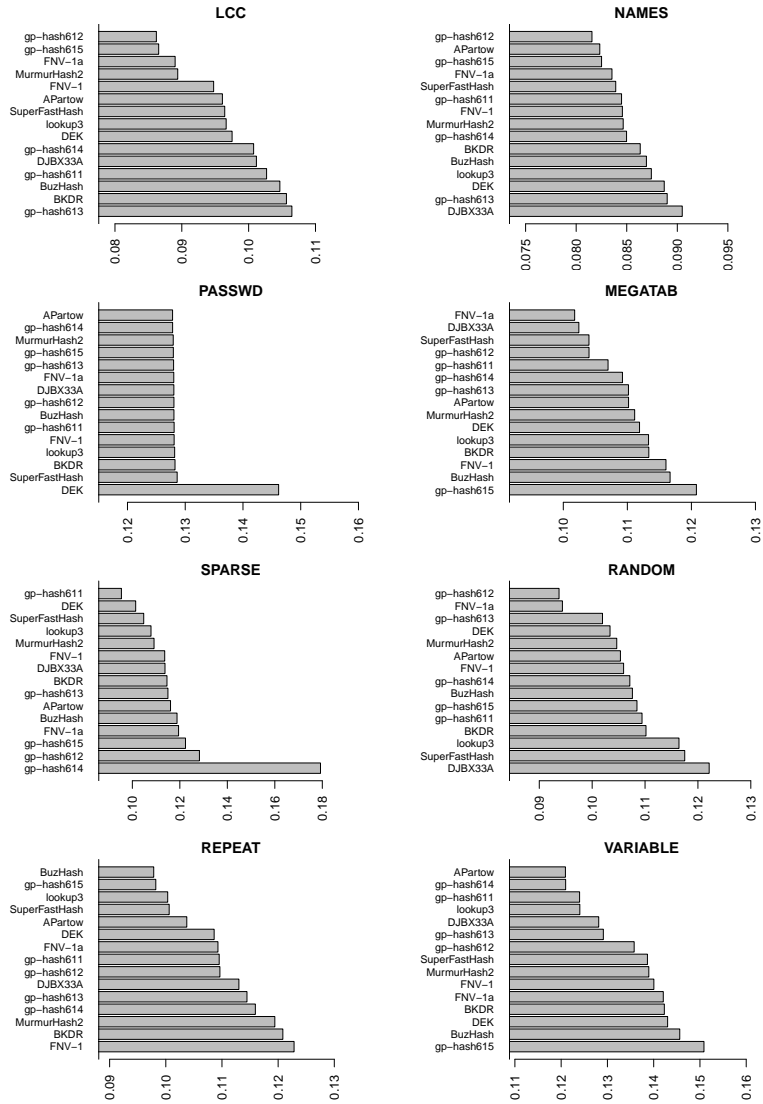 LCC
gp−hash612
gp−hash615
FNV−1a
MurmurHash2
FNV−1
APartow
SuperFastHash
lookup3
DEK
gp−hash614
DJBX33A
gp−hash611
BuzHash
BKDR
gp−hash613
0.08
0.09
0.10
0.11
NAMES
gp−hash612
APartow
gp−hash615
FNV−1a
SuperFastHash
gp−hash611
FNV−1
MurmurHash2
gp−hash614
BKDR
BuzHash
lookup3
DEK
gp−hash613
DJBX33A
0.075
0.080
0.085
0.090
0.095
PASSWD
APartow
gp−hash614
MurmurHash2
gp−hash615
gp−hash613
FNV−1a
DJBX33A
gp−hash612
BuzHash
gp−hash611
FNV−1
lookup3
BKDR
SuperFastHash
DEK
0.12
0.13
0.14
0.15
0.16
MEGATAB
FNV−1a
DJBX33A
SuperFastHash
gp−hash612
gp−hash611
gp−hash614
gp−hash613
APartow
MurmurHash2
DEK
lookup3
BKDR
FNV−1
BuzHash
gp−hash615
0.10
0.11
0.12
0.13
SPARSE
gp−hash611
DEK
SuperFastHash
lookup3
MurmurHash2
FNV−1
DJBX33A
BKDR
gp−hash613
APartow
BuzHash
FNV−1a
gp−hash615
gp−hash612
gp−hash614
0.10
0.12
0.14
0.16
0.18
RANDOM
gp−hash612
FNV−1a
gp−hash613
DEK
MurmurHash2
APartow
FNV−1
gp−hash614
BuzHash
gp−hash615
gp−hash611
BKDR
lookup3
SuperFastHash
DJBX33A
0.09
0.10
0.11
0.12
0.13
REPEAT
BuzHash
gp−hash615
lookup3
SuperFastHash
APartow
DEK
FNV−1a
gp−hash611
gp−hash612
DJBX33A
gp−hash613
gp−hash614
MurmurHash2
BKDR
FNV−1
0.09
0.10
0.11
0.12
0.13
VARIABLE
APartow
gp−hash614
gp−hash611
lookup3
DJBX33A
gp−hash613
gp−hash612
SuperFastHash
MurmurHash2
FNV−1
FNV−1a
BKDR
DEK
BuzHash
gp−hash615
0.11
0.12
0.13
0.14
0.15
0.16